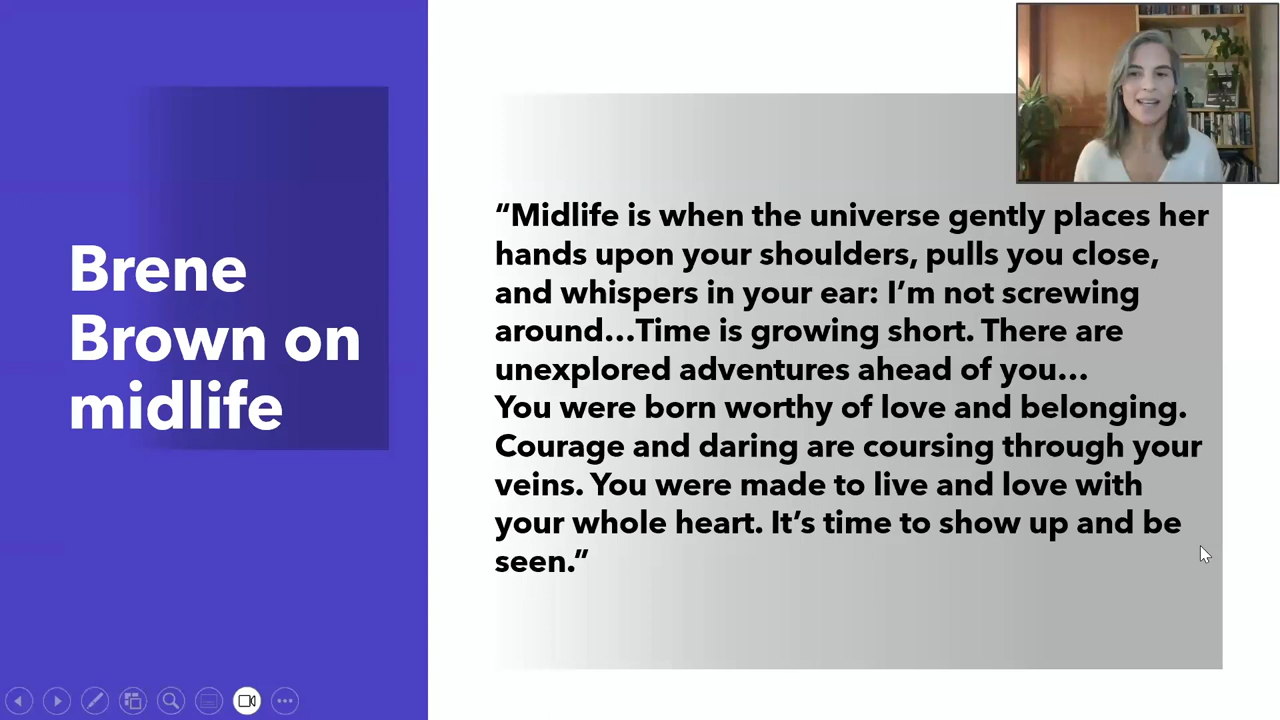 Brene
Brown on
midlife
“Midlife is when the universe gently places her
hands upon your shoulders, pulls you close,
and whispers in your ear: I’m not screwing
around…Time is growing short. There are
unexplored adventures ahead of you…
You were born worthy of love and belonging.
Courage and daring are coursing through your
veins. You were made to live and love with
your whole heart. It’s time to show up and be
seen.”